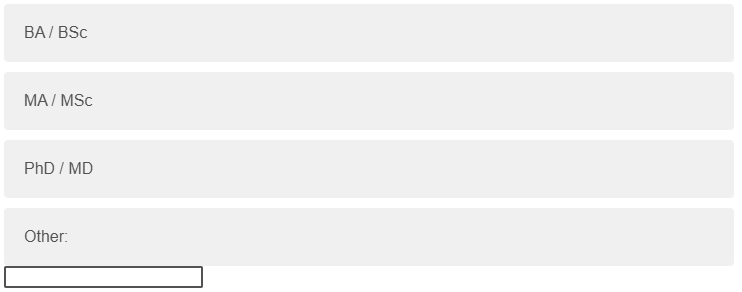 BA / BSc
MA / MSc
PhD / MD
Other: